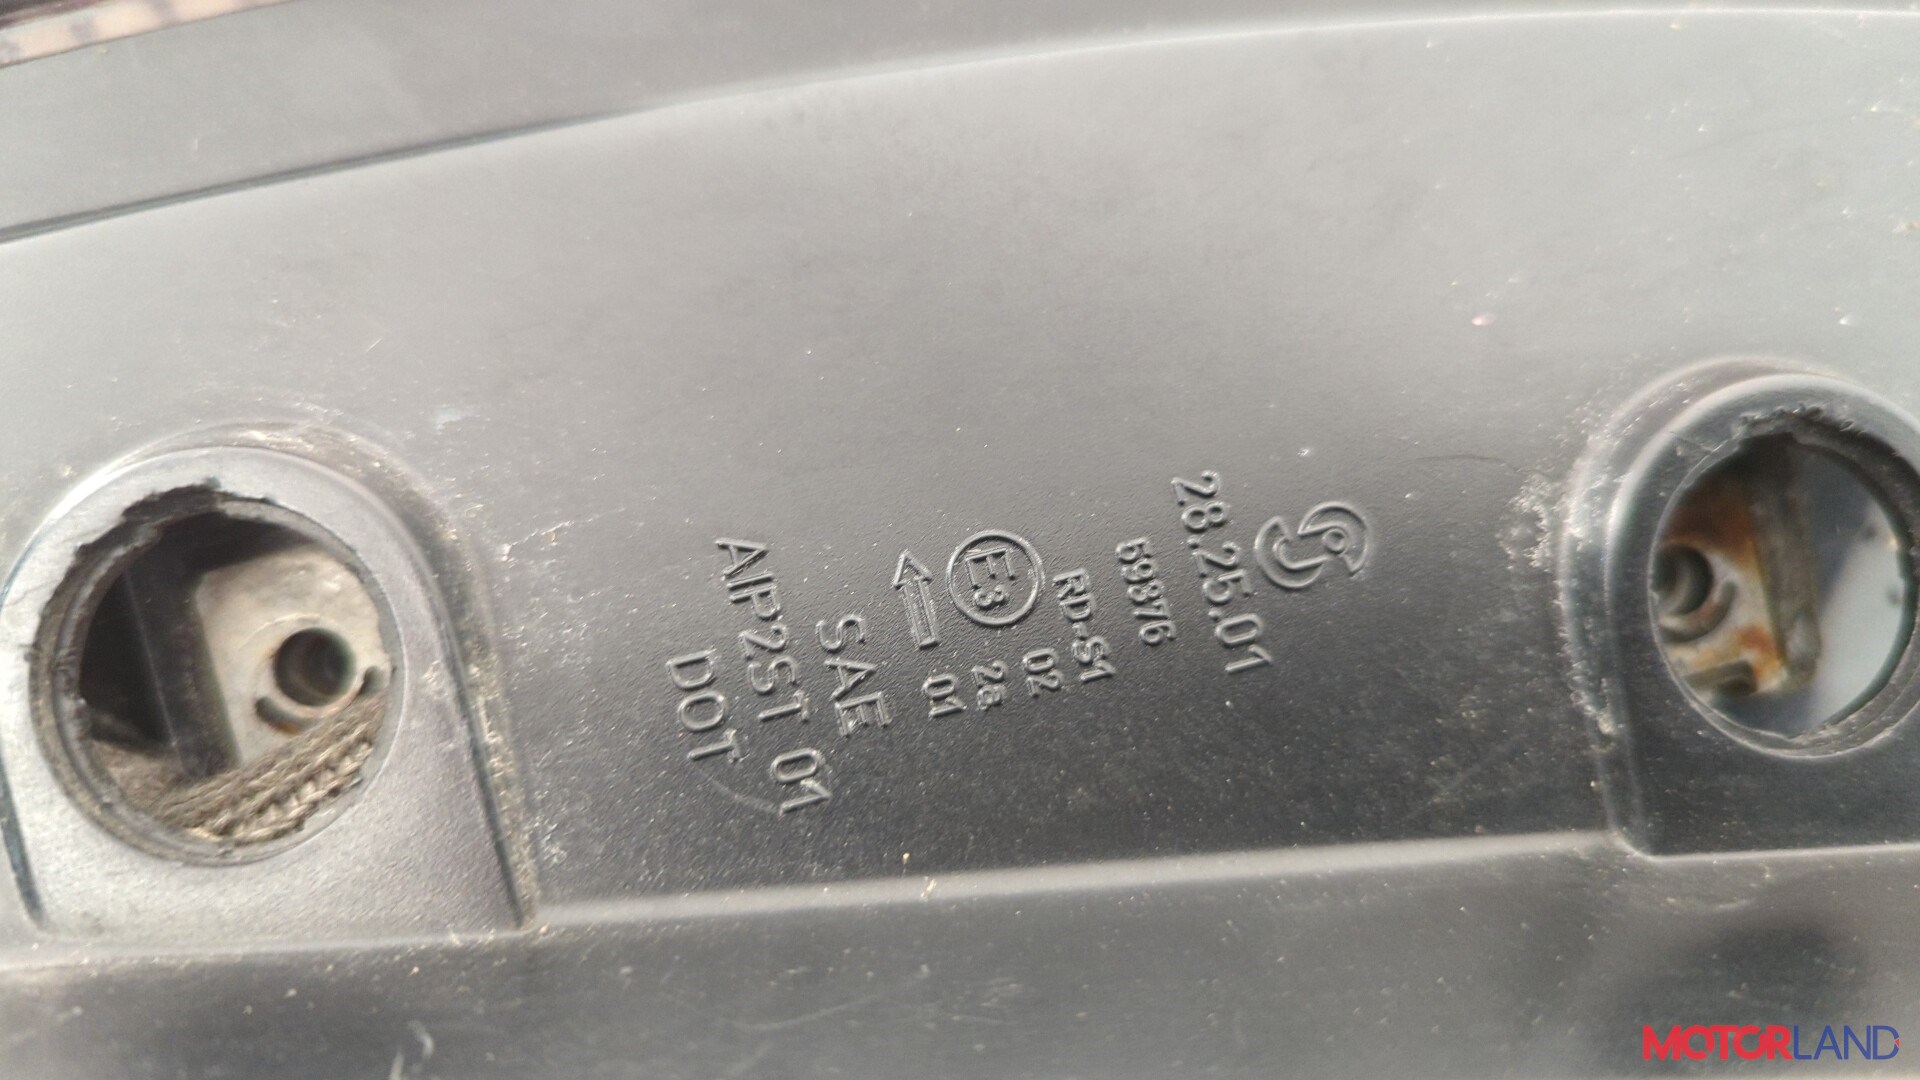 28.25.01
59376
RD-S1 02
E3 2a
01
SAE
AIP2ST 01
DOT
MOTORLAND